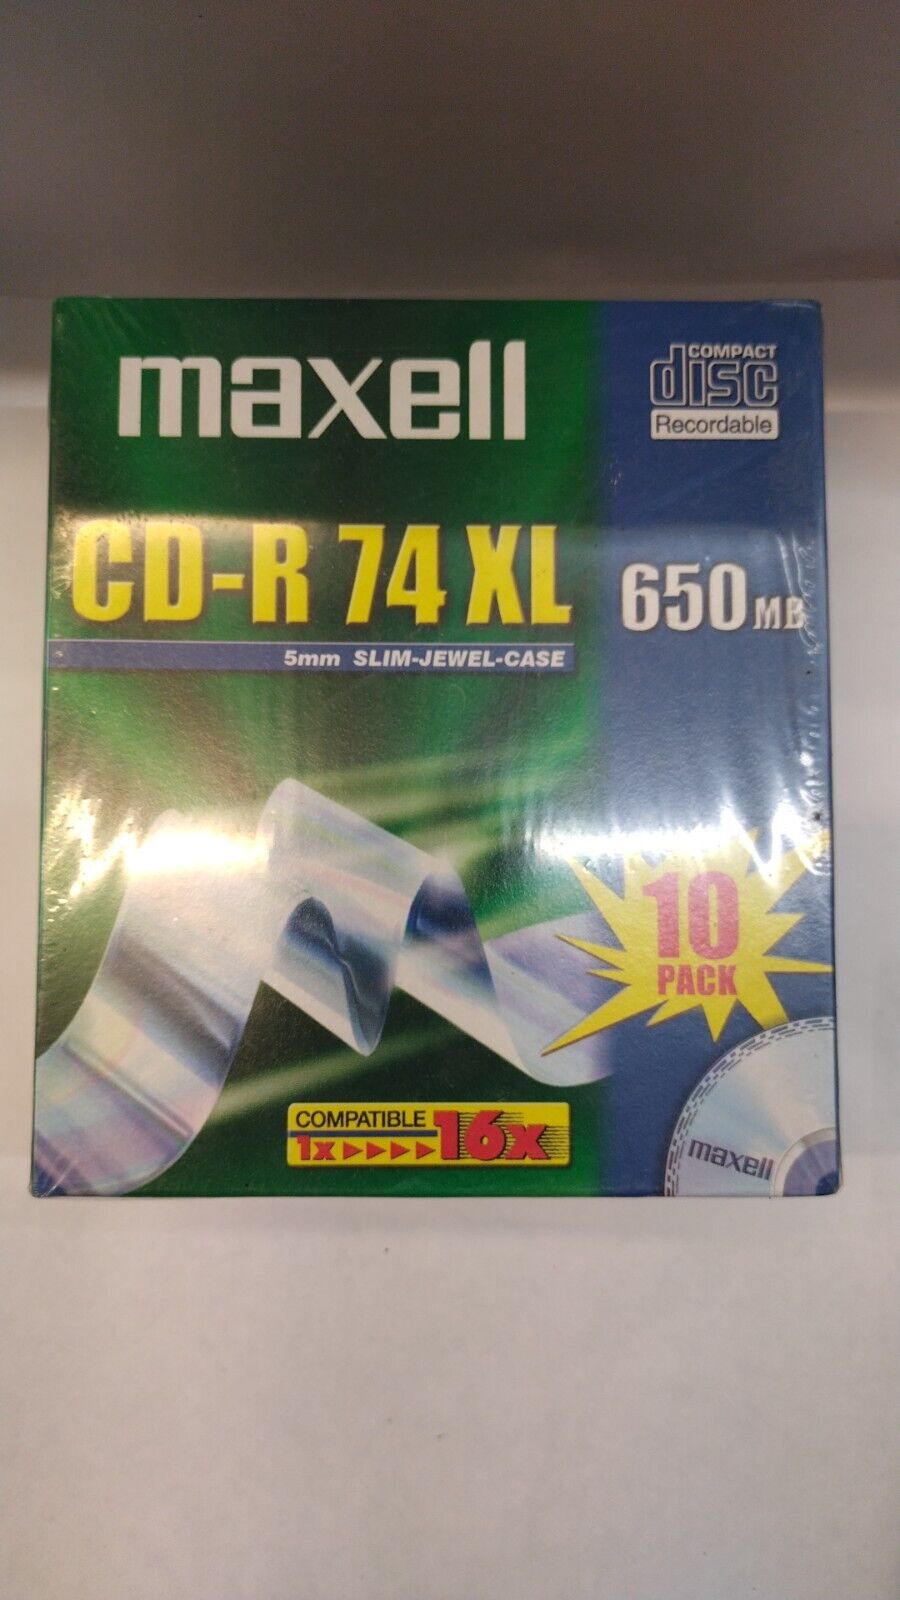 maxell
COMPACT
disc
Recordable
CD-R 74 XL
650 MB
5mm SLIM-JEWEL-CASE
10
PACK
COMPATIBLE
1x 16x
maxell